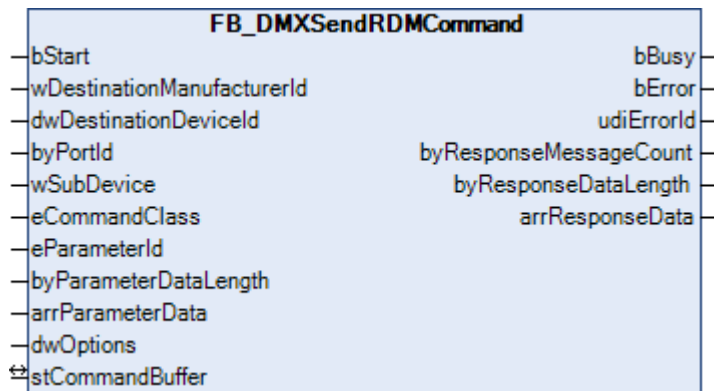 FB_DMXSendRDMCommand
bStart bBusy
wDestinationManufacturerId bError
dwDestinationDeviceId udiErrorId
byPortId byResponseMessageCount
wSubDevice byResponseDataLength
eCommandClass arrResponseData
eParameterId
byParameterDataLength
arrParameterData
dwOptions
stCommandBuffer